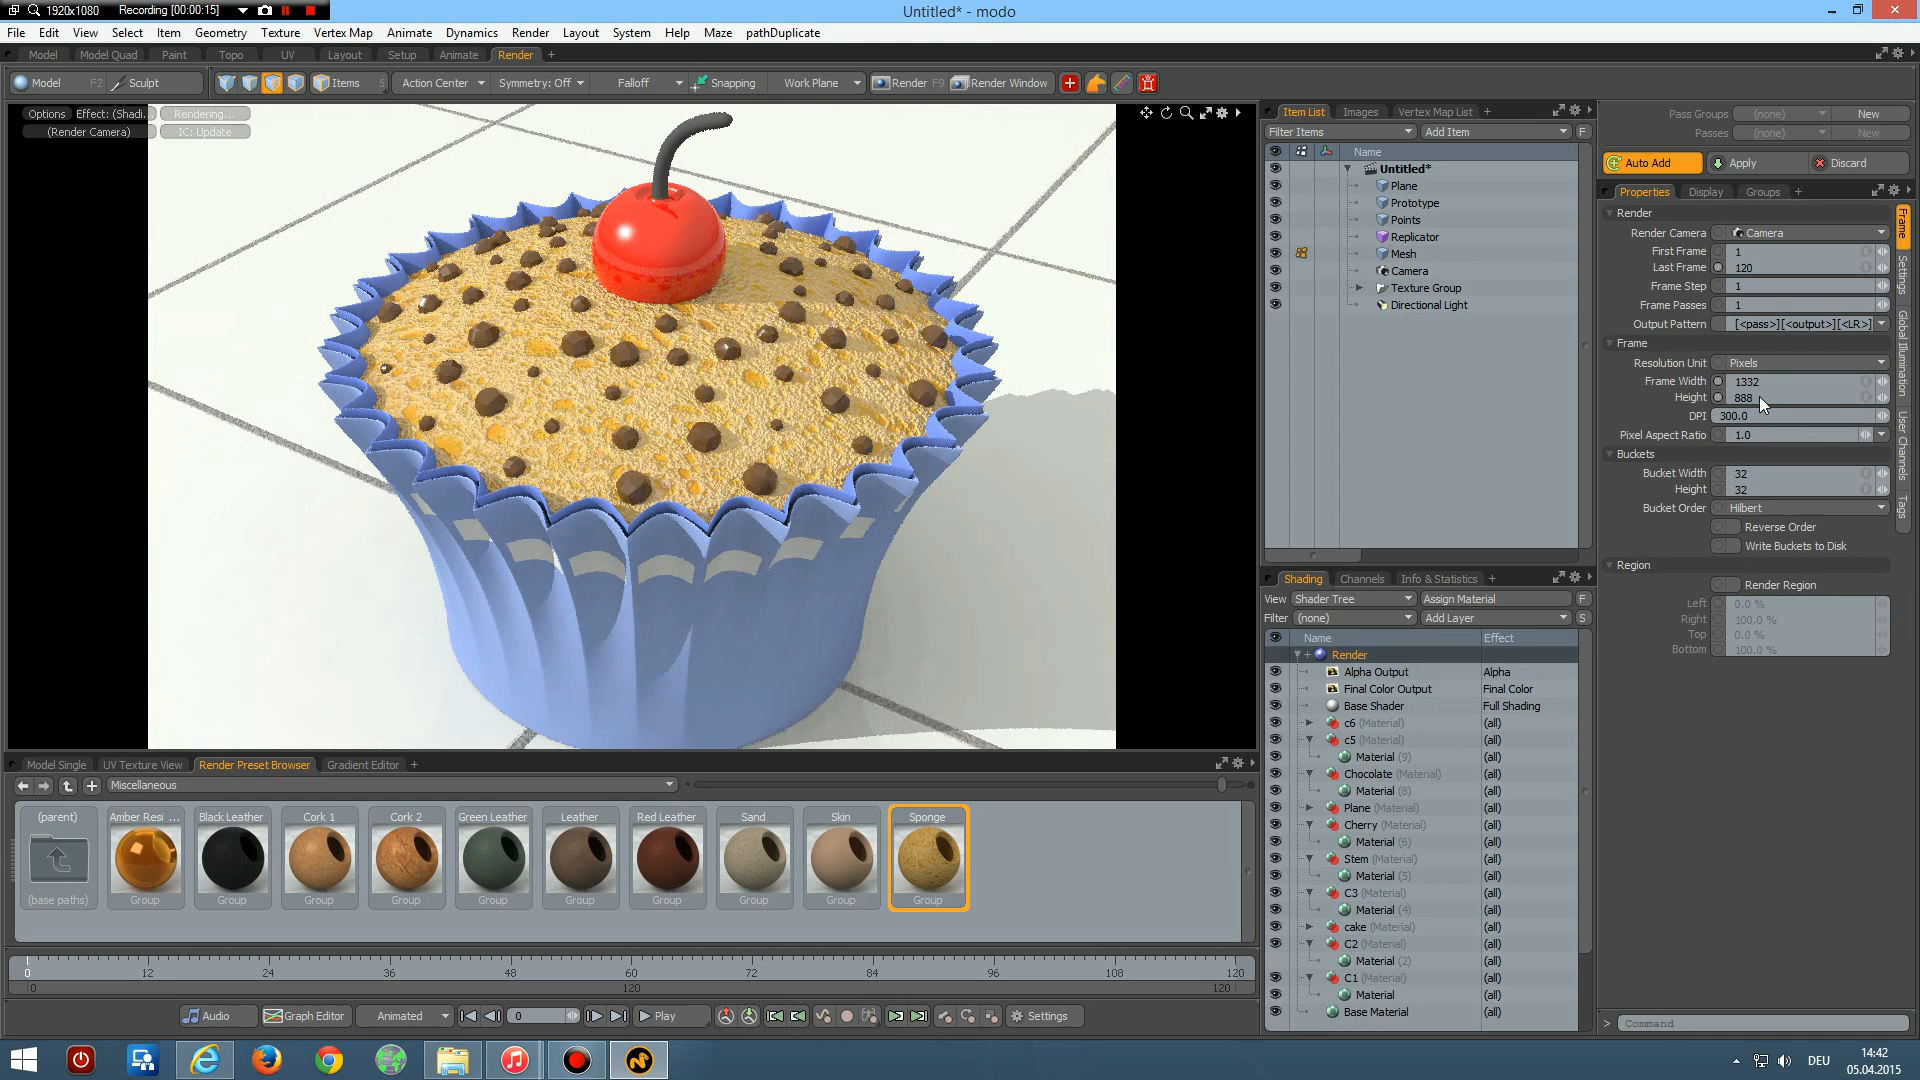 1920x1080 Recording [00:00:15]
Untitled* - modo
File Edit View Select Item Geometry Texture Vertex Map Animate Dynamics Render Layout System Help Maze pathDuplicate
Model Model Quad Paint Topo UV Layout Setup Animate Render +
Model F2 Sculpt Items S Action Center Symmetry: Off Falloff Snapping Work Plane Render F9 Render Window
Options Effect: (Shadi... Rendering...
(Render Camera) IC: Update
Item List Images Vertex Map List +
Filter Items Add Item F
Name
Untitled*
Plane
Prototype
Points
Replicator
Mesh
Camera
Texture Group
Directional Light
Pass Groups (none) New
Passes (none) New
Auto Add Apply Discard
Properties Display Groups +
Render
Render Camera Camera
First Frame 1
Last Frame 120
Frame Step 1
Frame Passes 1
Output Pattern [<pass>][<output>][<LR>]
Frame
Resolution Unit Pixels
Frame Width 1332
Height 888
DPI 300.0
Pixel Aspect Ratio 1.0
Buckets
Bucket Width 32
Height 32
Bucket Order Hilbert
Reverse Order
Write Buckets to Disk
Region
Render Region
Left 0.0 %
Right 100.0 %
Top 0.0 %
Bottom 100.0 %
Frame
Settings
Global Illumination
User Channels
Tags
Shading Channels Info & Statistics +
View Shader Tree Assign Material F
Filter (none) Add Layer S
Name Effect
Render
Alpha Output Alpha
Final Color Output Final Color
Base Shader Full Shading
c6 (Material) (all)
c5 (Material) (all)
Material (9) (all)
Chocolate (Material) (all)
Material (8) (all)
Plane (Material) (all)
Cherry (Material) (all)
Material (6) (all)
Stem (Material) (all)
Material (5) (all)
C3 (Material) (all)
Material (4) (all)
cake (Material) (all)
C2 (Material) (all)
Material (2) (all)
C1 (Material) (all)
Material (all)
Base Material (all)
Model Single UV Texture View Render Preset Browser Gradient Editor +
Miscellaneous
(parent) Amber Resi ... Black Leather Cork 1 Cork 2 Green Leather Leather Red Leather Sand Skin Sponge
(base paths) Group Group Group Group Group Group Group Group Group Group
0 12 24 36 48 60 72 84 96 108 120
0 120 120
Audio Graph Editor Animated 0 Play Settings
> Command
DEU
14:42
05.04.2015